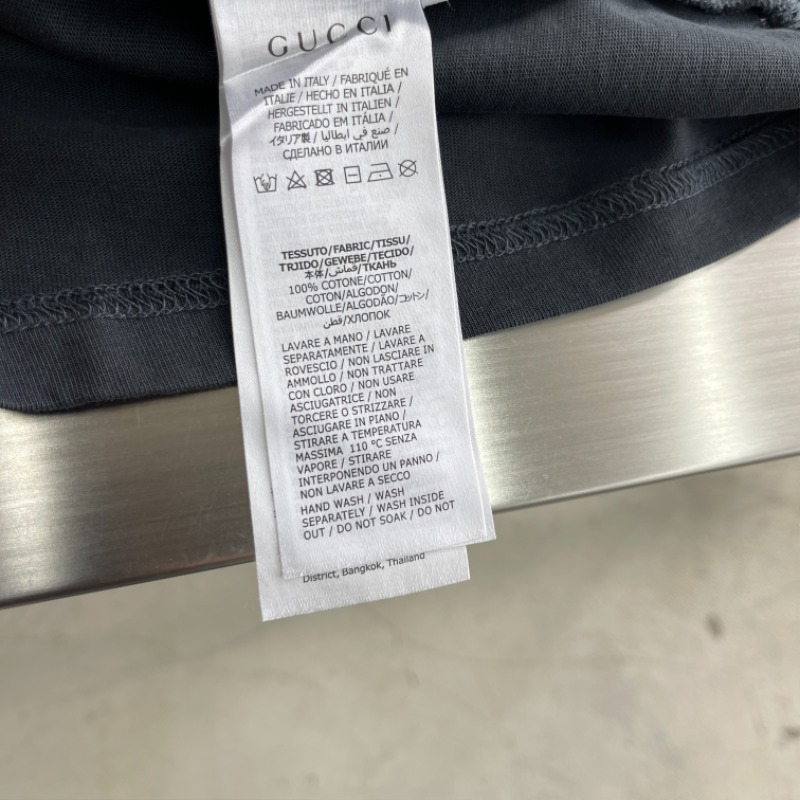 GUCCI
MADE IN ITALY / FABRIQUÉ EN
ITALIE / HECHO EN ITALIA /
HERGESTELLT IN ITALIEN /
FABRICADO EM ITÁLIA /
イタリア製 / صنع في ايطاليا /
СДЕЛАНО В ИТАЛИИ
TESSUTO/FABRIC/TISSU/
TRJIDO/GEWEBE/TECIDO/
本体/قماش/ТКАНЬ
100% COTONE/COTTON/
COTON/ALGODON/
BAUMWOLLE/ALGODÃO/コットン/
قطن/ХЛОПОК
LAVARE A MANO / LAVARE
SEPARATAMENTE / LAVARE A
ROVESCIO / NON LASCIARE IN
AMMOLLO / NON TRATTARE
CON CLORO / NON USARE
ASCIUGATRICE / NON
TORCERE O STRIZZARE /
ASCIUGARE IN PIANO /
STIRARE A TEMPERATURA
MASSIMA 110 °C SENZA
VAPORE / STIRARE
INTERPONENDO UN PANNO /
NON LAVARE A SECCO
HAND WASH / WASH
SEPARATELY / WASH INSIDE
OUT / DO NOT SOAK / DO NOT
District, Bangkok, Thailand